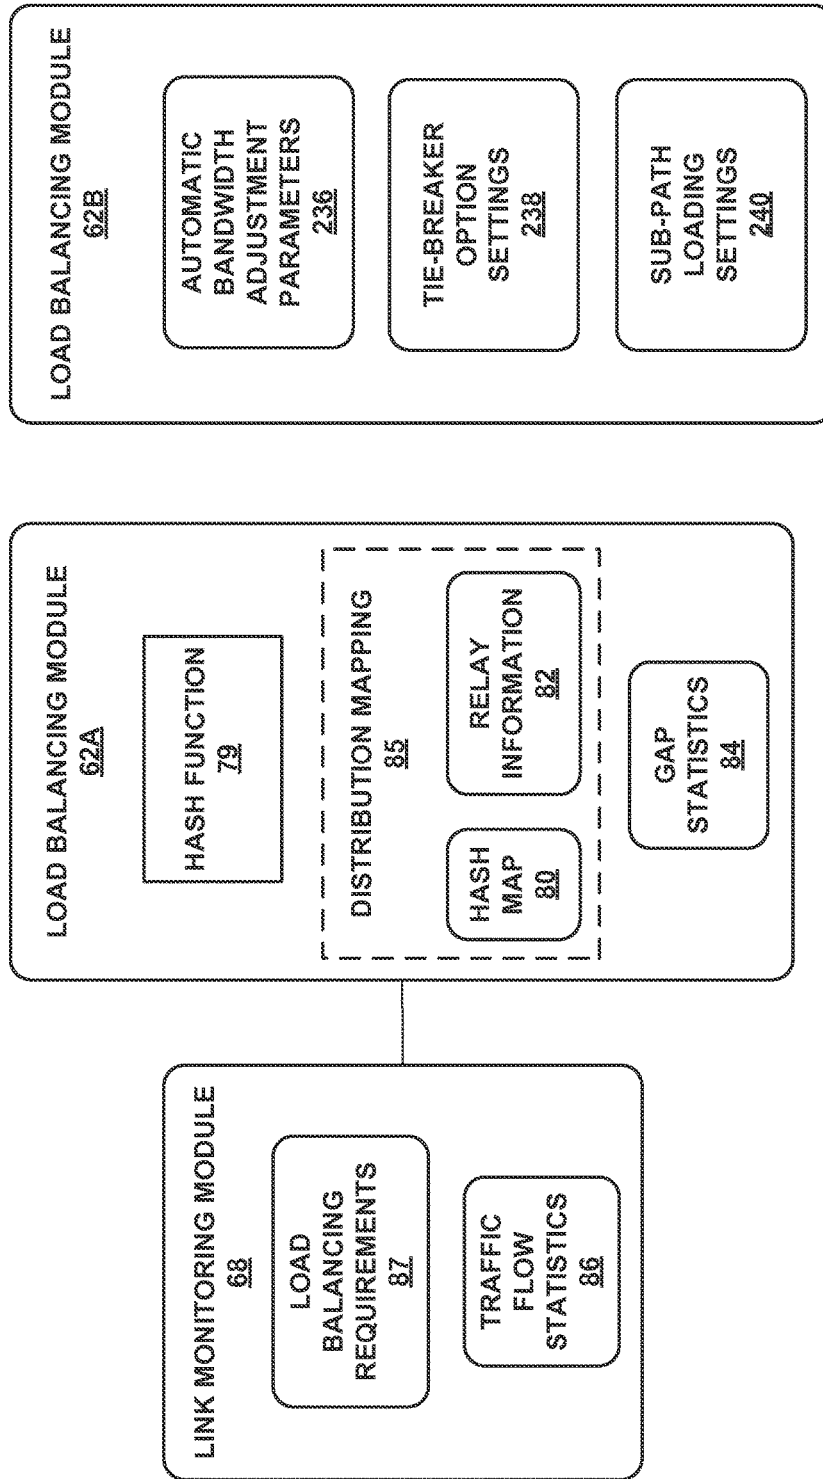 LINK MONITORING MODULE
68
LOAD
BALANCING
REQUIREMENTS
87
TRAFFIC
FLOW
STATISTICS
86
LOAD BALANCING MODULE
62A
HASH FUNCTION
79
DISTRIBUTION MAPPING
85
HASH
MAP
80
RELAY
INFORMATION
82
GAP
STATISTICS
84
LOAD BALANCING MODULE
62B
AUTOMATIC
BANDWIDTH
ADJUSTMENT
PARAMETERS
236
TIE-BREAKER
OPTION
SETTINGS
238
SUB-PATH
LOADING
SETTINGS
240